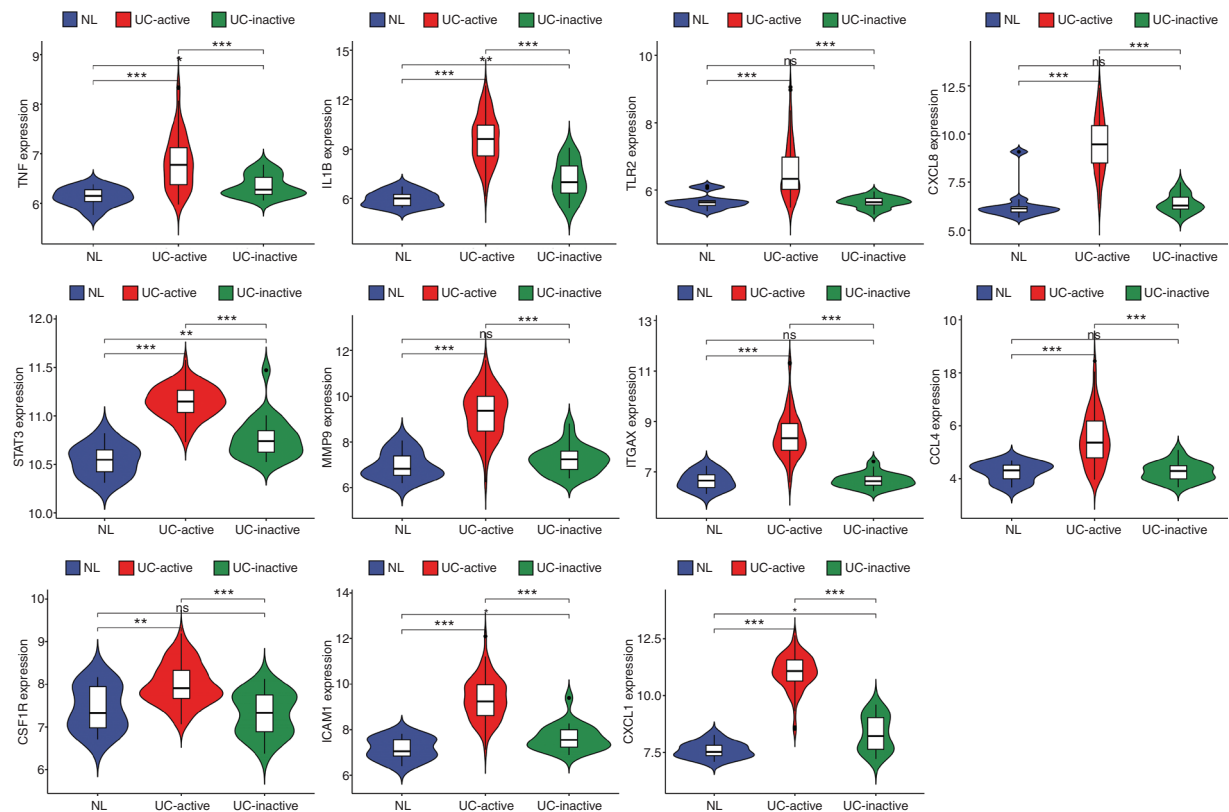 NL UC-active UC-inactive
TNF expression
9
8
7
6
***
*
***
NL UC-active UC-inactive
NL UC-active UC-inactive
IL1B expression
15
12
9
6
***
**
***
NL UC-active UC-inactive
NL UC-active UC-inactive
TLR2 expression
10
8
6
***
ns
***
NL UC-active UC-inactive
NL UC-active UC-inactive
CXCL8 expression
12.5
10.0
7.5
5.0
***
ns
***
NL UC-active UC-inactive
NL UC-active UC-inactive
STAT3 expression
12.0
11.5
11.0
10.5
10.0
***
**
***
NL UC-active UC-inactive
NL UC-active UC-inactive
MMP9 expression
12
10
8
6
***
ns
***
NL UC-active UC-inactive
NL UC-active UC-inactive
ITGAX expression
13
11
9
7
***
ns
***
NL UC-active UC-inactive
NL UC-active UC-inactive
CCL4 expression
10
18
6
4
***
ns
***
NL UC-active UC-inactive
NL UC-active UC-inactive
CSF1R expression
10
9
8
7
6
***
ns
**
NL UC-active UC-inactive
NL UC-active UC-inactive
ICAM1 expression
14
12
10
8
6
***
*
***
NL UC-active UC-inactive
NL UC-active UC-inactive
CXCL1 expression
12.5
10.0
7.5
***
*
***
NL UC-active UC-inactive